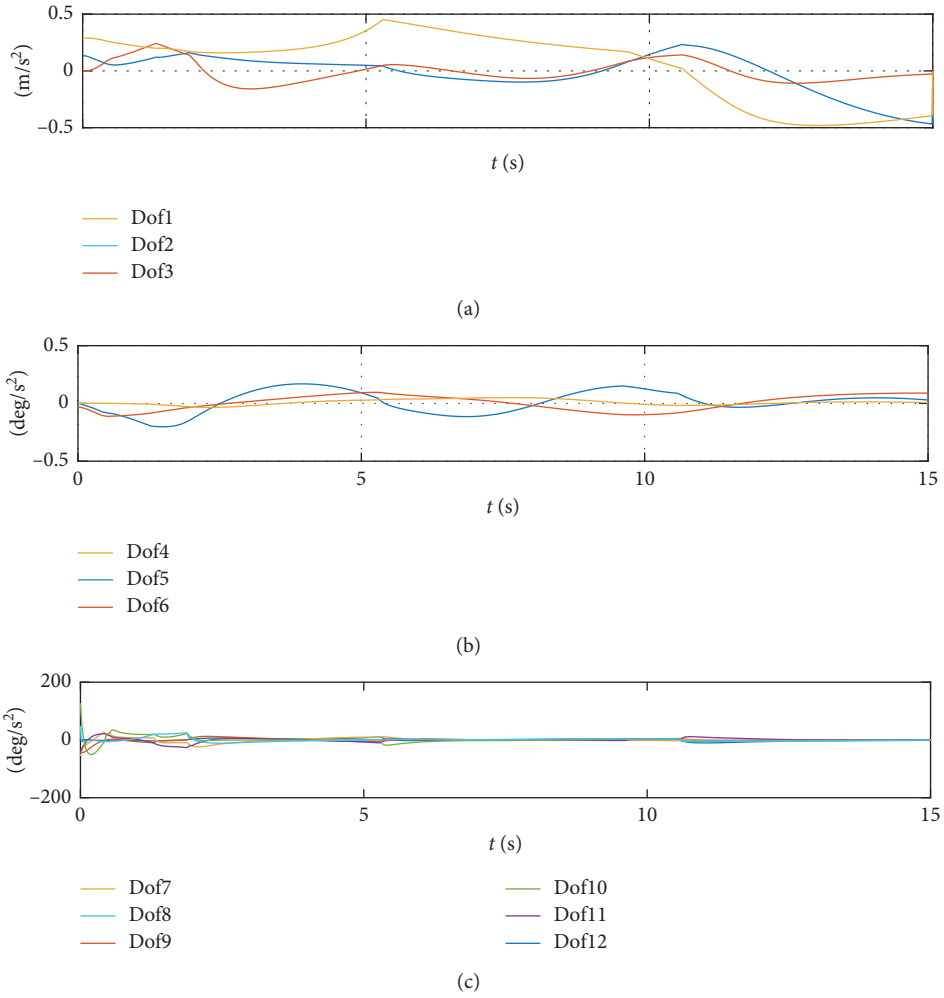 0.5
0
–0.5
(m/s²)
t (s)
Dof1
Dof2
Dof3
(a)
0.5
0
–0.5
(deg/s²)
0 5 10 15
t (s)
Dof4
Dof5
Dof6
(b)
200
0
–200
(deg/s²)
0 5 10 15
t (s)
Dof7 Dof10
Dof8 Dof11
Dof9 Dof12
(c)